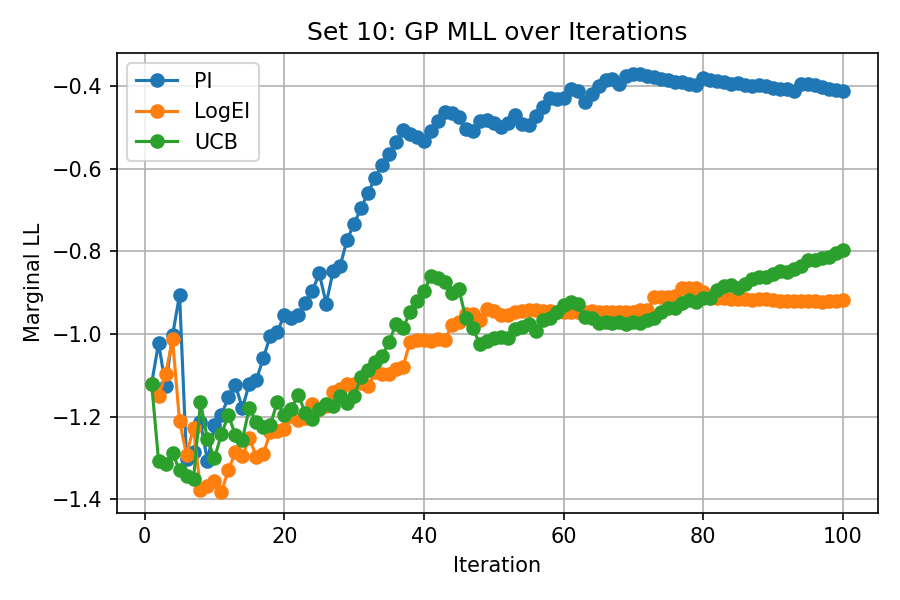 Set 10: GP MLL over Iterations
PI
LogEI
UCB
Marginal LL
−0.4
−0.6
−0.8
−1.0
−1.2
−1.4
0 20 40 60 80 100
Iteration